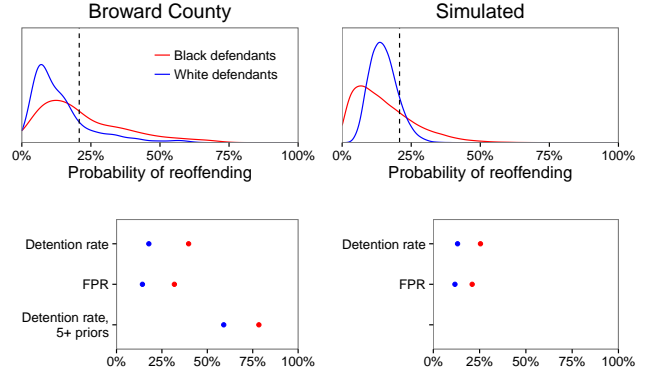 Broward County
Black defendants
White defendants
0% 25% 50% 75% 100%
Probability of reoffending
Simulated
0% 25% 50% 75% 100%
Probability of reoffending
Detention rate
FPR
Detention rate,
5+ priors
0% 25% 50% 75% 100%
Detention rate
FPR
0% 25% 50% 75% 100%